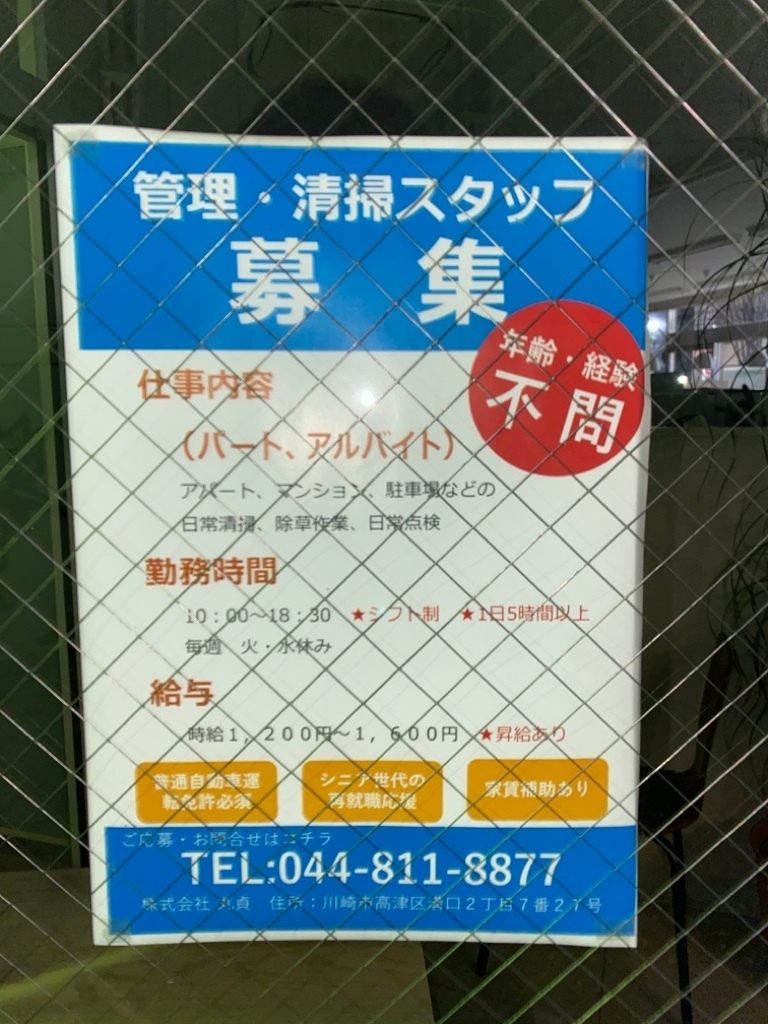 管理・清掃スタッフ
募 集
年齢・経験
不問
仕事内容
（パート、アルバイト）
アパート、マンション、駐車場などの
日常清掃、除草作業、日常点検
勤務時間
10：00～18：30 ★シフト制 ★1日5時間以上
毎週 火・水休み
給与
時給１，２００円～１，６００円 ★昇給あり
普通自動車運
転免許必須
シニア世代の
再就職応援
家賃補助あり
ご応募・お問合せはコチラ
TEL:044-811-8877
株式会社 丸貞 住所：川崎市高津区溝口２丁目７番２７号